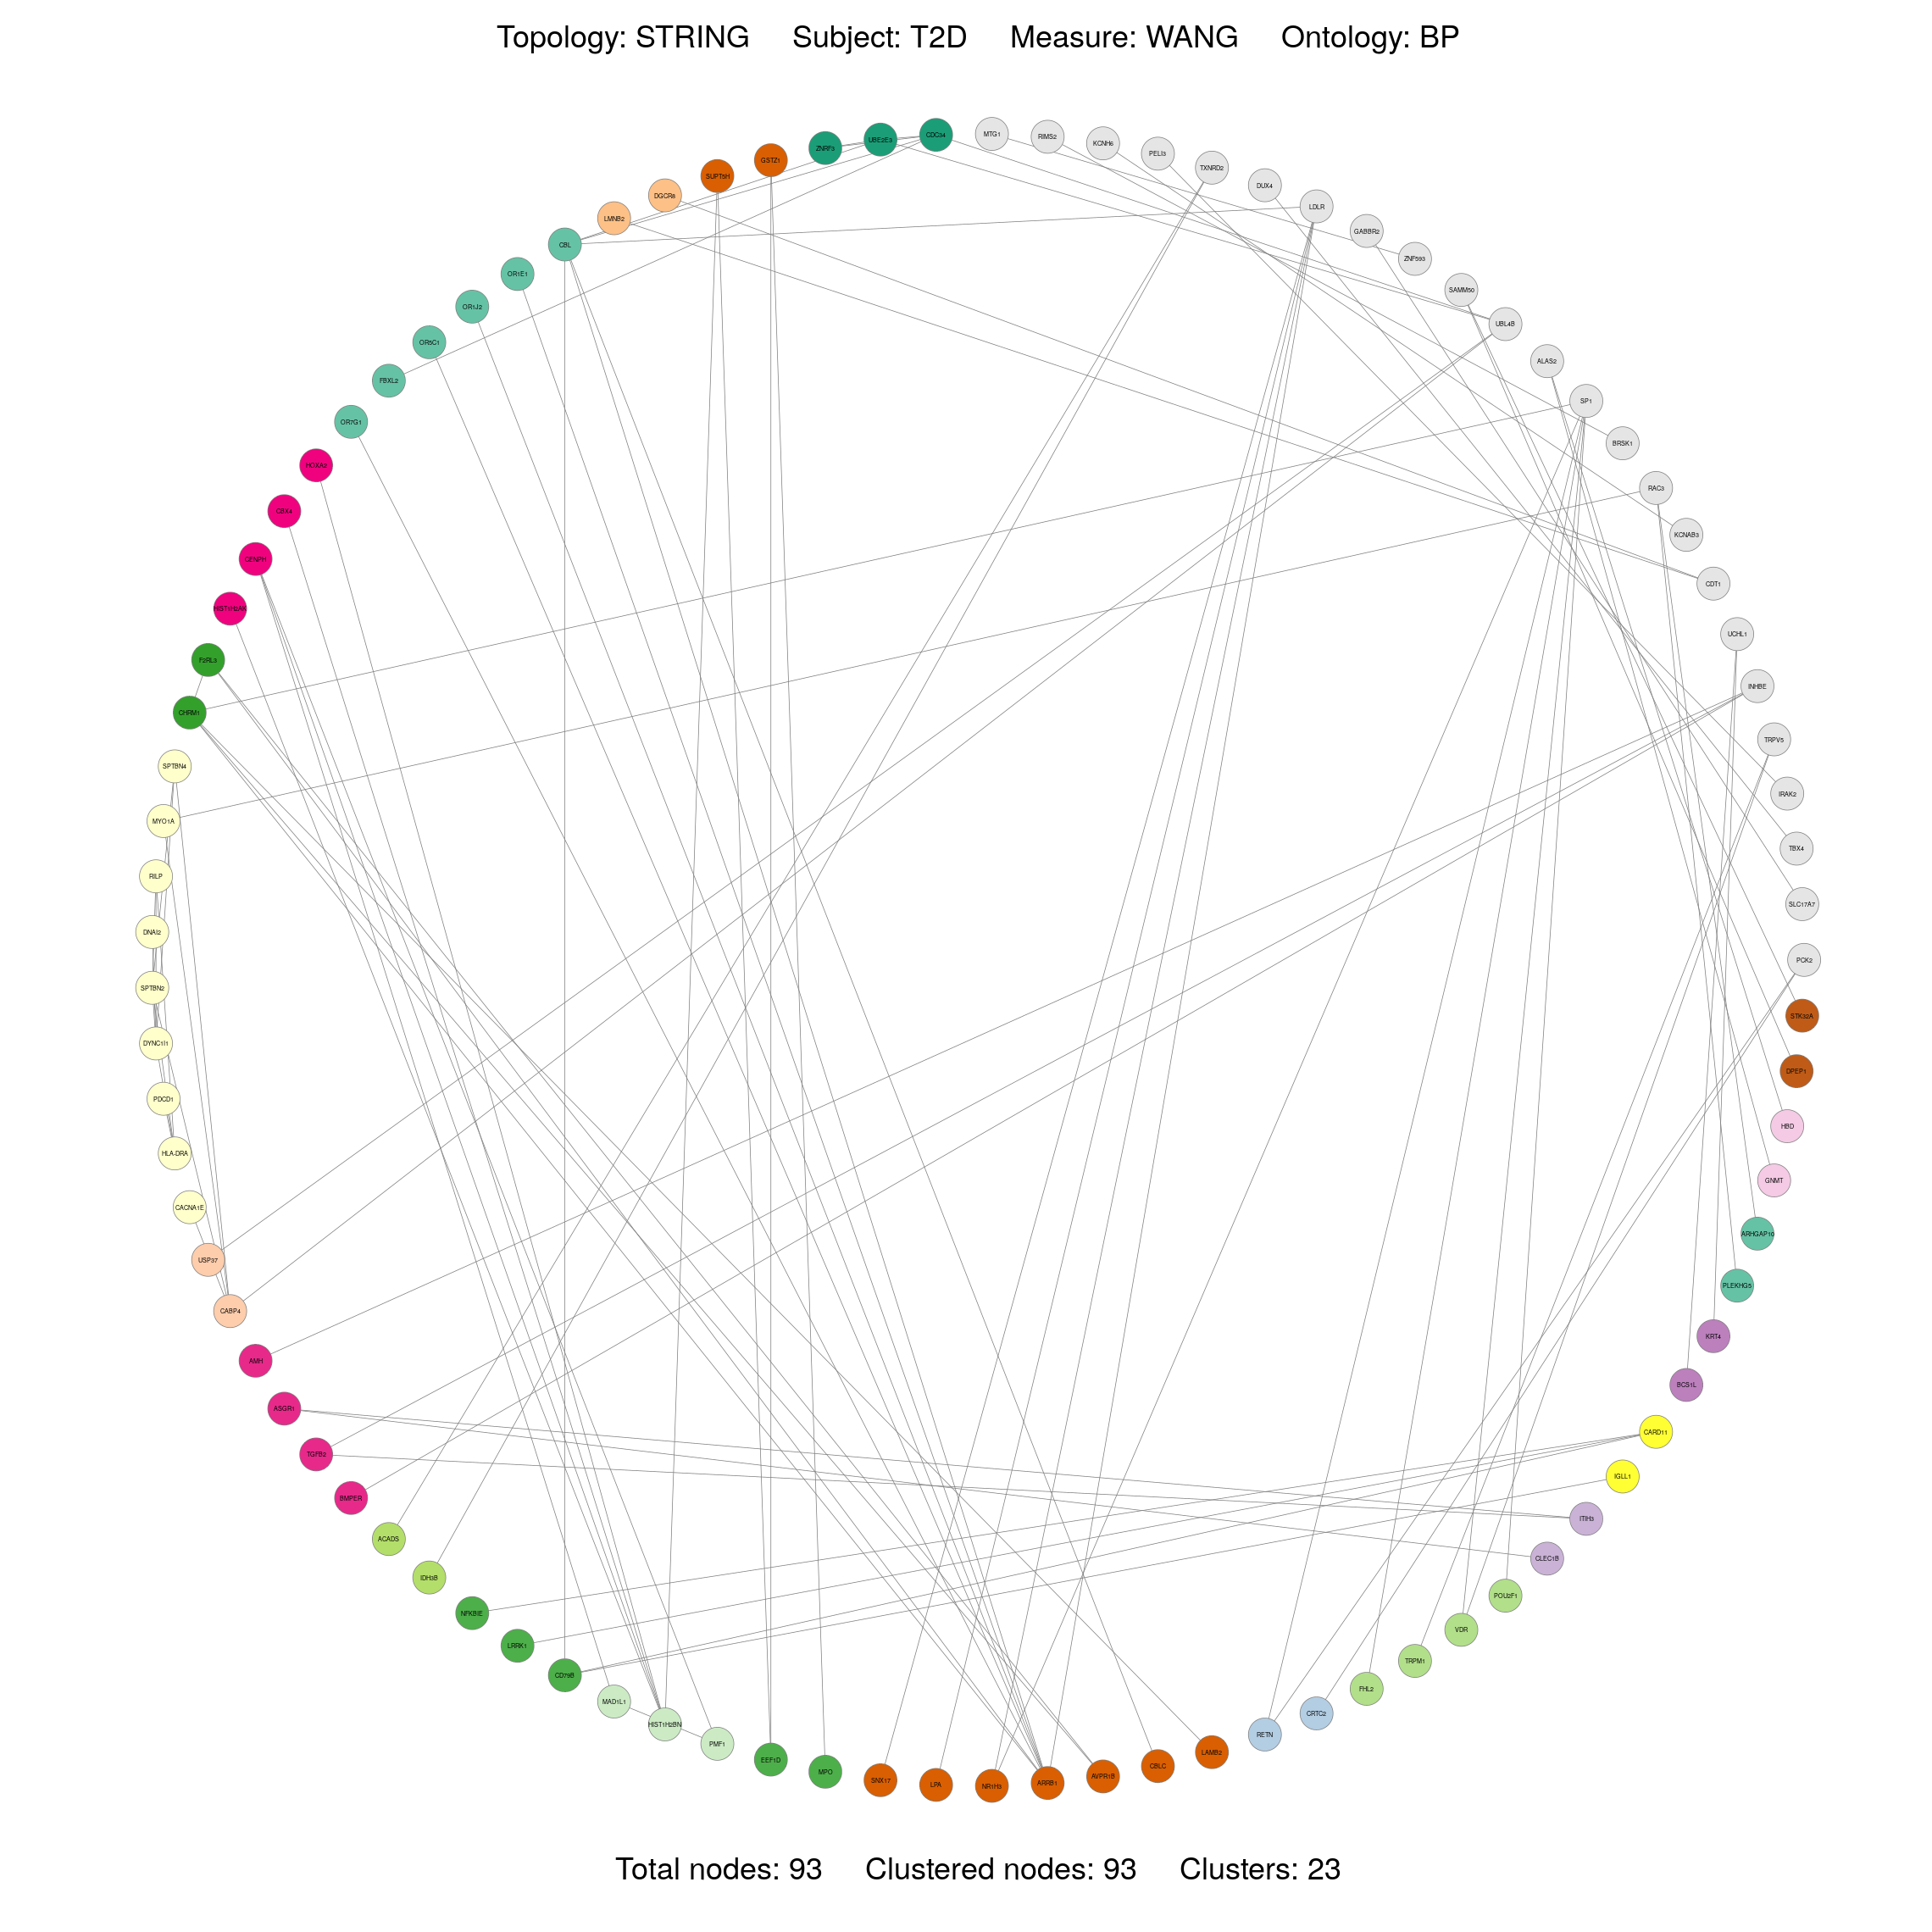 Topology: STRING Subject: T2D Measure: WANG Ontology: BP
MTG1
RIMS2
KCNH6
PELI3
TXNRD2
DUX4
LDLR
GABBR2
ZNF593
SAMM50
UBL4B
ALAS2
SP1
BRSK1
RAC3
KCNAB3
CDT1
UCHL1
INHBE
TRPV5
IRAK2
TBX4
SLC17A7
PCK2
STK32A
DPEP1
HBD
GNMT
ARHGAP10
PLEKHG5
KRT4
BCS1L
CARD11
IGLL1
ITIH3
CLEC1B
POU2F1
VDR
TRPM1
FHL2
CRTC2
RETN
LAMB2
CBLC
AVPR1B
ARRB1
NR1H3
LPA
SNX17
MPO
EEF1D
PMF1
HIST1H2BN
MAD1L1
CD79B
LRRK1
NFKBIE
IDH3B
ACADS
BMPER
TGFB2
ASGR1
AMH
CABP4
USP37
CACNA1E
HLA-DRA
PDCD1
DYNC1I1
SPTBN2
DNAI2
RILP
MYO1A
SPTBN4
CHRM1
F2RL3
HIST1H2AK
CENPH
CBX4
HOXA2
OR7G1
FBXL2
OR5C1
OR1J2
OR1E1
CBL
LMNB2
DGCR8
SUPT5H
GSTZ1
ZNRF3
UBE2E3
CDC34
Total nodes: 93 Clustered nodes: 93 Clusters: 23